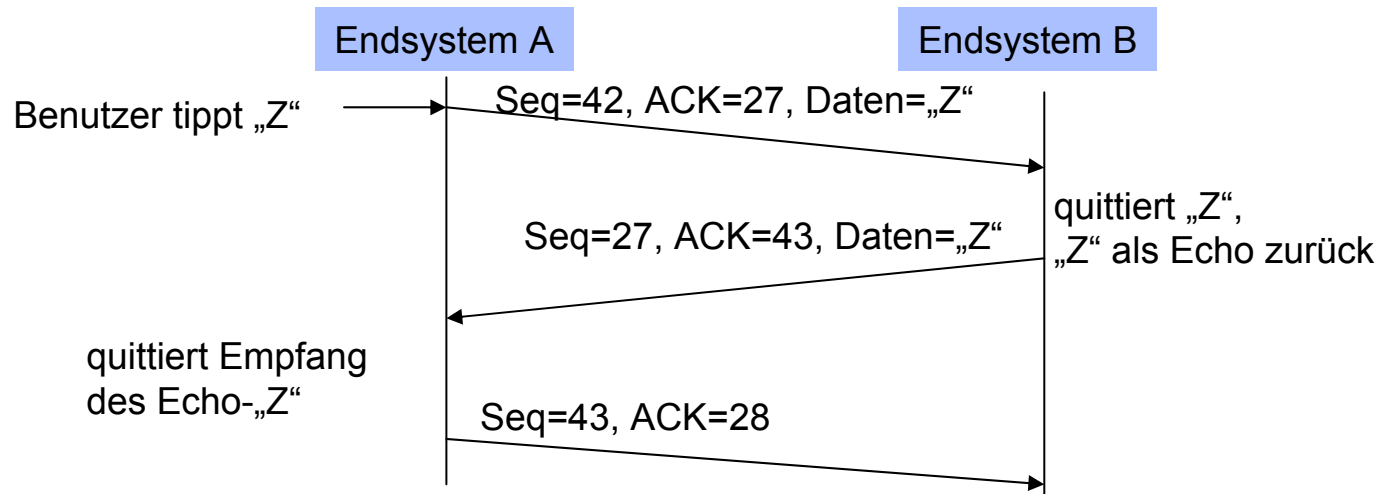 Endsystem A
Endsystem B
Benutzer tippt „Z“
Seq=42, ACK=27, Daten=„Z“
quittiert „Z“,
„Z“ als Echo zurück
Seq=27, ACK=43, Daten=„Z“
quittiert Empfang
des Echo-„Z“
Seq=43, ACK=28